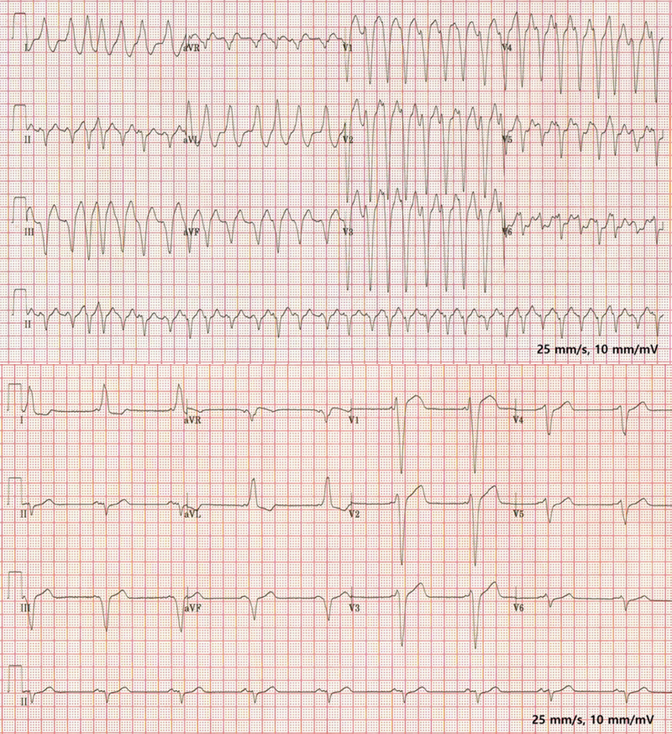 I aVR V1 V4
II aVL V2 V5
III aVF V3 V6
II
25 mm/s, 10 mm/mV
I aVR V1 V4
II aVL V2 V5
III aVF V3 V6
II
25 mm/s, 10 mm/mV